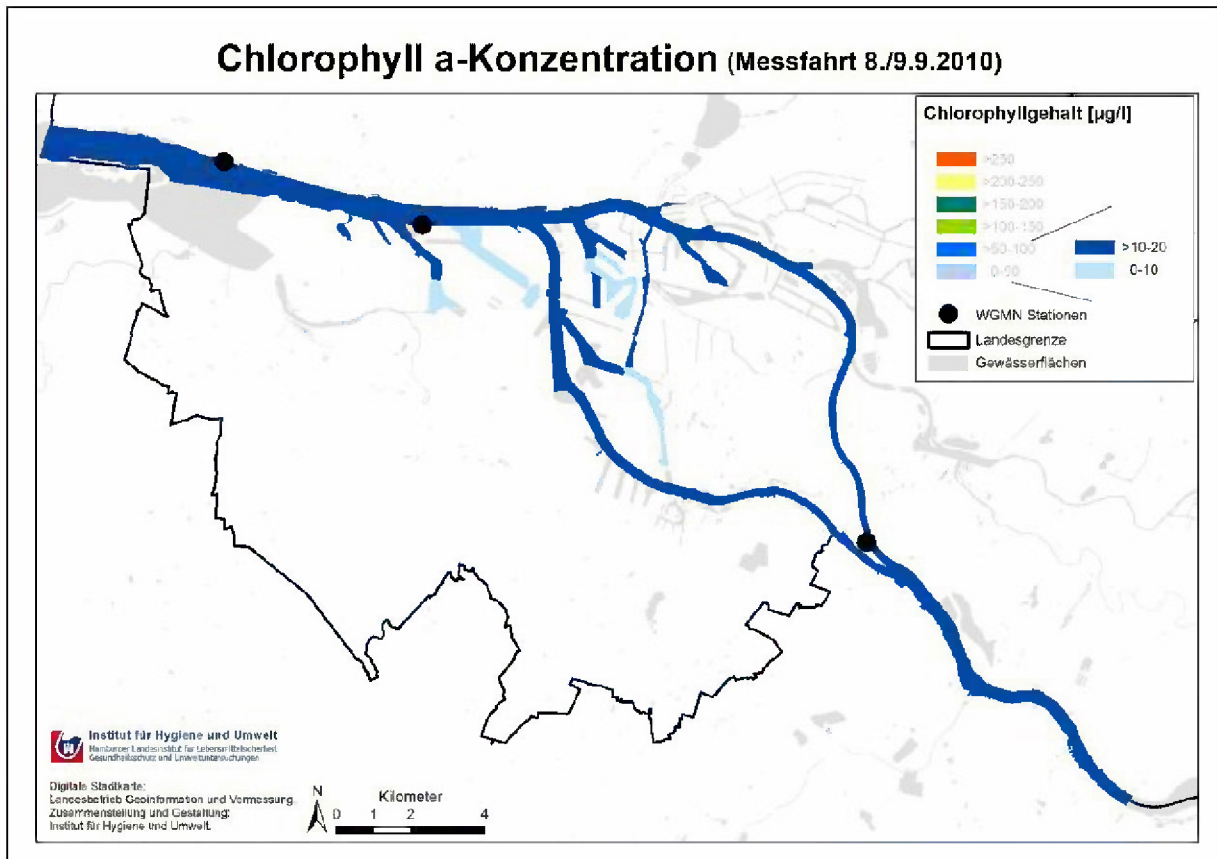 Chlorophyll a-Konzentration (Messfahrt 8./9.9.2010)
Chlorophyllgehalt [µg/l]
>250
>200-250
>150-200
>100-150
>50-100
0-50
>10-20
0-10
WGMN Stationen
Landesgrenze
Gewässerflächen
Institut für Hygiene und Umwelt
Hamburger Landesinstitut für Lebensmittelsicherheit
Gesundheitsschutz und Umweltuntersuchungen
Digitale Stadtkarte:
Landesbetrieb Geoinformation und Vermessung
Zusammenstellung und Gestaltung:
Institut für Hygiene und Umwelt
N
Kilometer
0 1 2 4